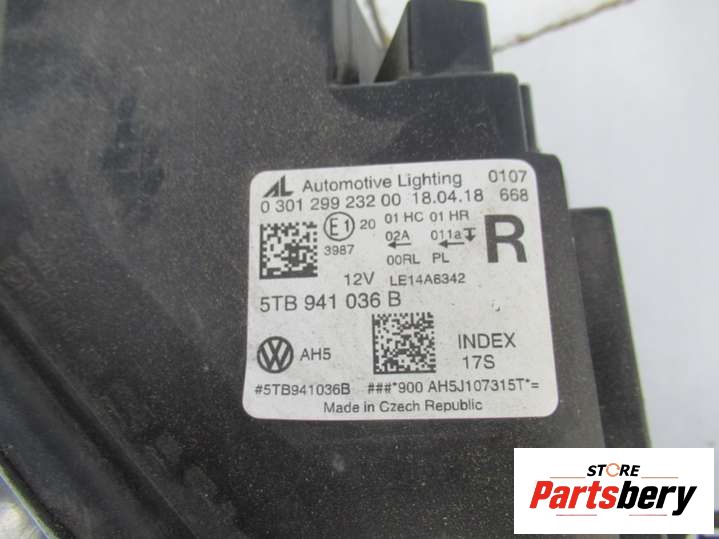 AL Automotive Lighting 0107
0 301 299 232 00 18.04.18 668
E1 20 01 HC 01 HR
02A 011a
3987 00RL PL R
12V LE14A6342
5TB 941 036 B
VW AH5 INDEX
17S
#5TB941036B ###*900 AH5J107315T*=
Made in Czech Republic
STORE
Partsbery